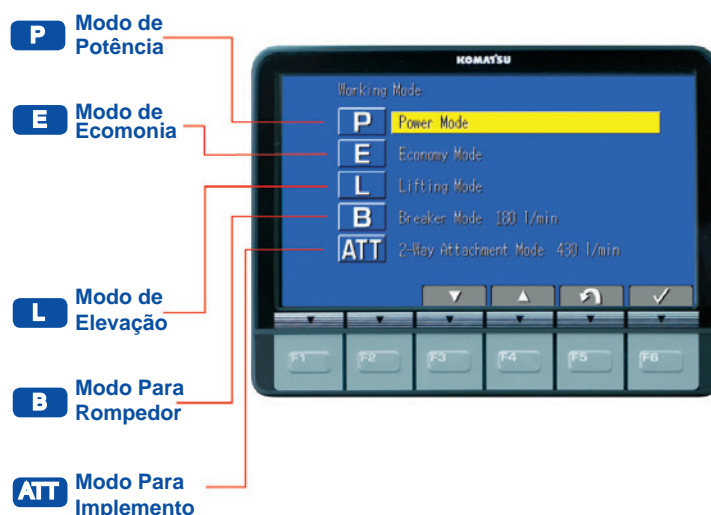 P Modo de
Potência
E Modo de
Ecomonia
L Modo de
Elevação
B Modo Para
Rompedor
ATT Modo Para
Implemento
KOMATSU
Working Mode
P Power Mode
E Economy Mode
L Lifting Mode
B Breaker Mode 180 l/min
ATT 2-Way Attachment Mode 430 l/min
F1 F2 F3 F4 F5 F6